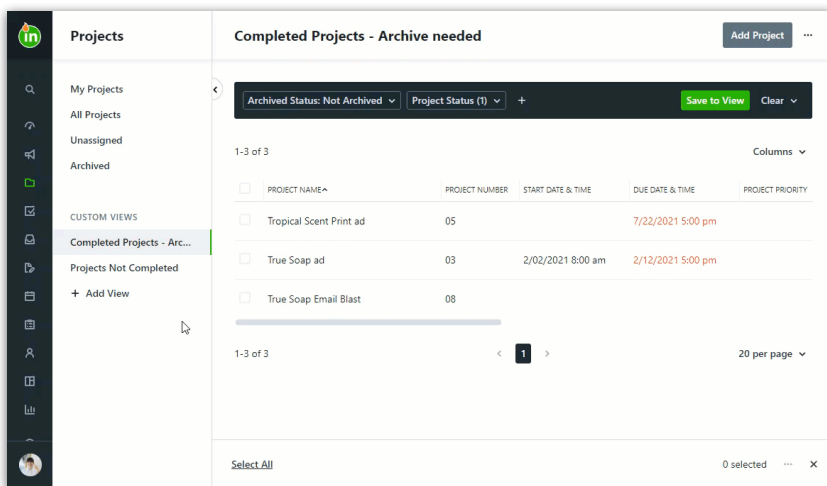 in
Projects
Completed Projects - Archive needed
Add Project
My Projects
All Projects
Unassigned
Archived
CUSTOM VIEWS
Completed Projects - Arc...
Projects Not Completed
+ Add View
Archived Status: Not Archived
Project Status (1)
+
Save to View
Clear
1-3 of 3
Columns
PROJECT NAME PROJECT NUMBER START DATE & TIME DUE DATE & TIME PROJECT PRIORITY
Tropical Scent Print ad 05 7/22/2021 5:00 pm
True Soap ad 03 2/02/2021 8:00 am 2/12/2021 5:00 pm
True Soap Email Blast 08
1-3 of 3 < 1 > 20 per page
Select All
0 selected